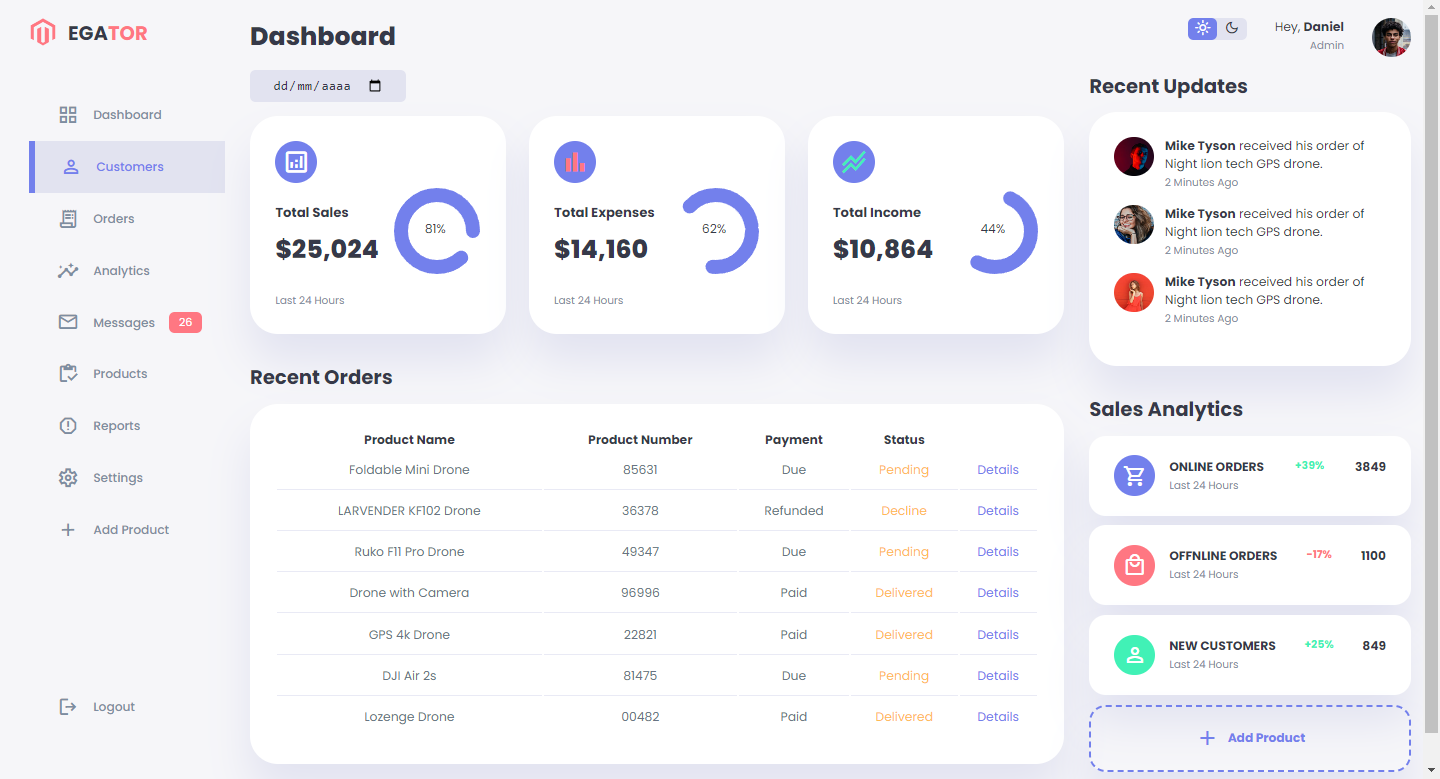 EGATOR
Dashboard
Customers
Orders
Analytics
Messages 26
Products
Reports
Settings
Add Product
Logout
Dashboard
dd/mm/aaaa
Total Sales
$25,024
81%
Last 24 Hours
Total Expenses
$14,160
62%
Last 24 Hours
Total Income
$10,864
44%
Last 24 Hours
Recent Orders
Product Name Product Number Payment Status
Foldable Mini Drone 85631 Due Pending Details
LARVENDER KF102 Drone 36378 Refunded Decline Details
Ruko F11 Pro Drone 49347 Due Pending Details
Drone with Camera 96996 Paid Delivered Details
GPS 4k Drone 22821 Paid Delivered Details
DJI Air 2s 81475 Due Pending Details
Lozenge Drone 00482 Paid Delivered Details
Hey, Daniel
Admin
Recent Updates
Mike Tyson received his order of
Night lion tech GPS drone.
2 Minutes Ago
Mike Tyson received his order of
Night lion tech GPS drone.
2 Minutes Ago
Mike Tyson received his order of
Night lion tech GPS drone.
2 Minutes Ago
Sales Analytics
ONLINE ORDERS +39% 3849
Last 24 Hours
OFFNLINE ORDERS -17% 1100
Last 24 Hours
NEW CUSTOMERS +25% 849
Last 24 Hours
Add Product